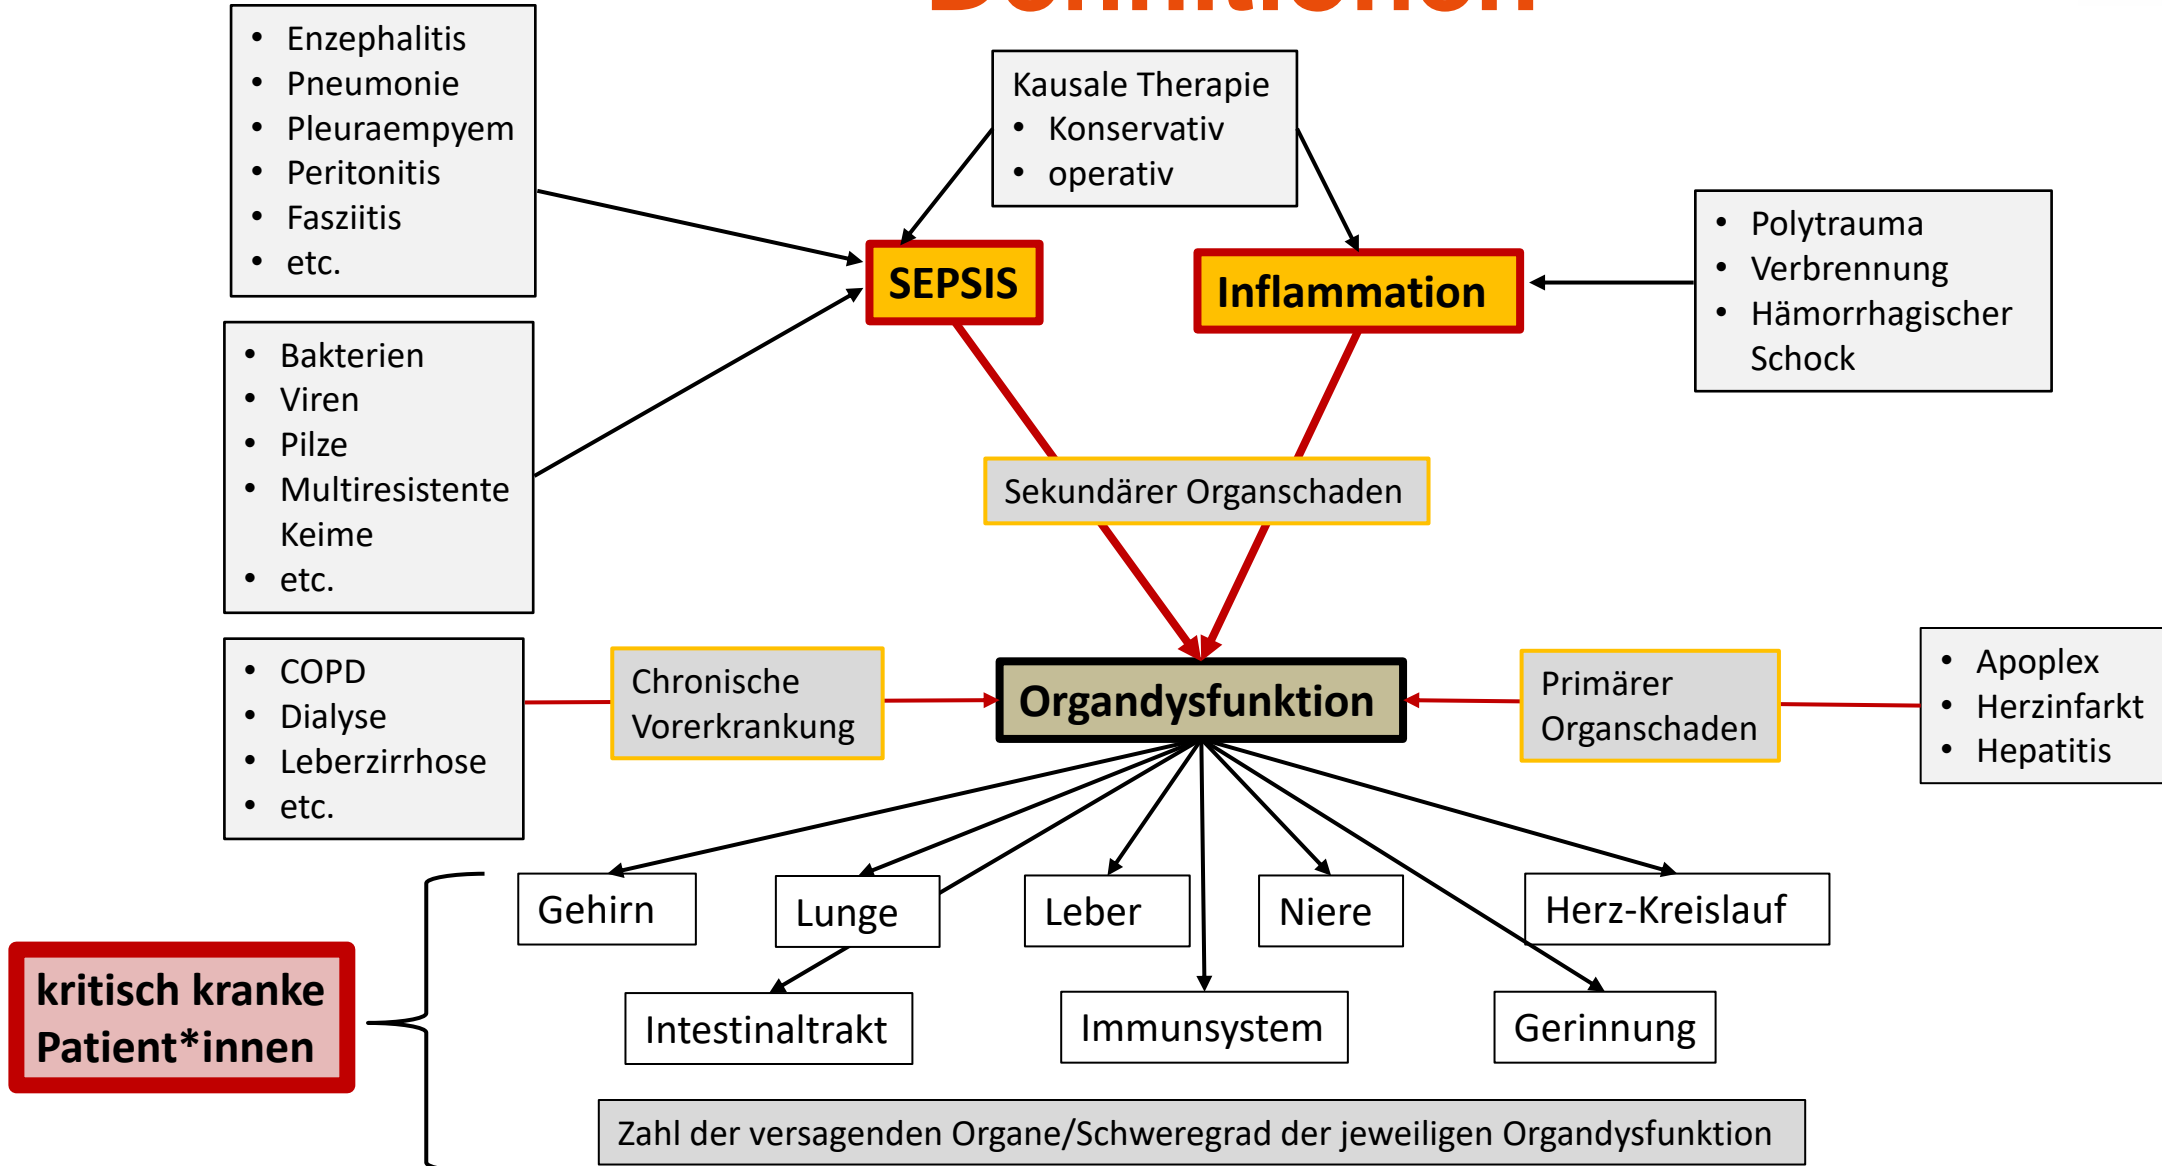 Definitionen
• Enzephalitis
• Pneumonie
• Pleuraempyem
• Peritonitis
• Fasziitis
• etc.
Kausale Therapie
• Konservativ
• operativ
• Polytrauma
• Verbrennung
• Hämorrhagischer
Schock
SEPSIS
Inflammation
• Bakterien
• Viren
• Pilze
• Multiresistente
Keime
• etc.
Sekundärer Organschaden
• COPD
• Dialyse
• Leberzirrhose
• etc.
Chronische
Vorerkrankung
Organdysfunktion
Primärer
Organschaden
• Apoplex
• Herzinfarkt
• Hepatitis
Gehirn
Lunge
Leber
Niere
Herz-Kreislauf
kritisch kranke
Patient*innen
Intestinaltrakt
Immunsystem
Gerinnung
Zahl der versagenden Organe/Schweregrad der jeweiligen Organdysfunktion